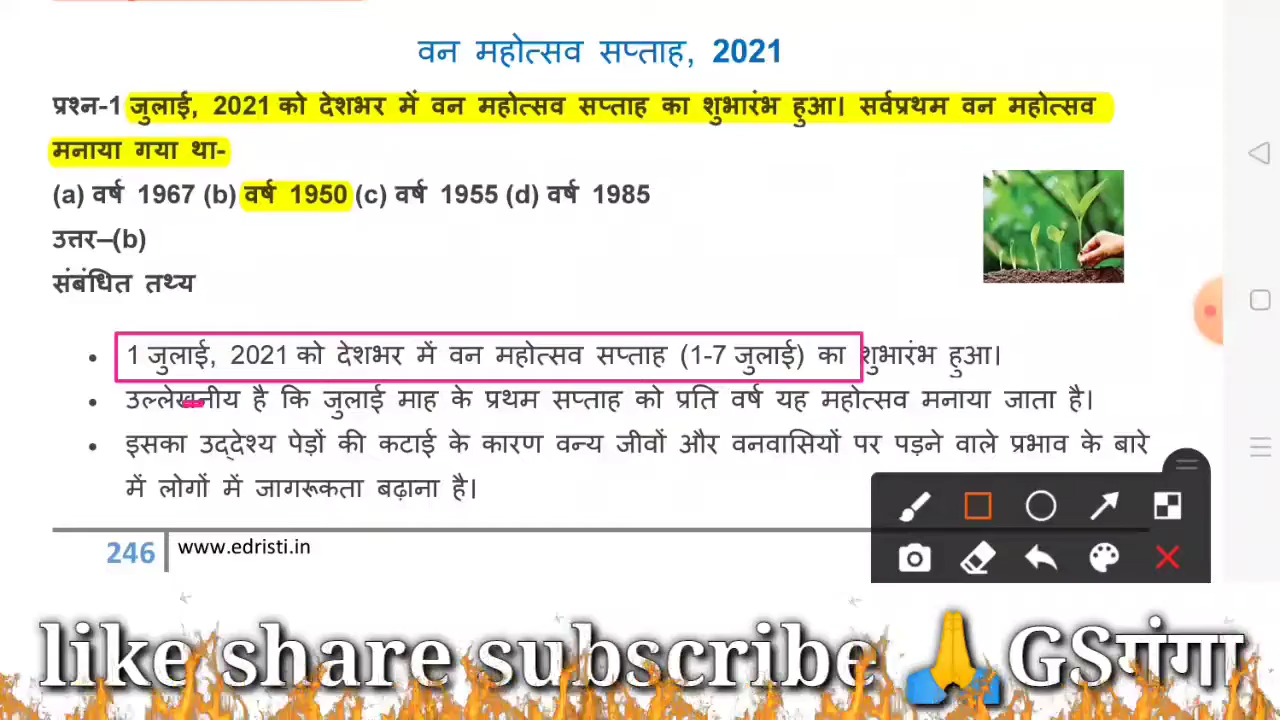 वन महोत्सव सप्ताह, 2021
प्रश्न-1 जुलाई, 2021 को देशभर में वन महोत्सव सप्ताह का शुभारंभ हुआ। सर्वप्रथम वन महोत्सव
मनाया गया था-
(a) वर्ष 1967 (b) वर्ष 1950 (c) वर्ष 1955 (d) वर्ष 1985
उत्तर–(b)
संबंधित तथ्य
• 1 जुलाई, 2021 को देशभर में वन महोत्सव सप्ताह (1-7 जुलाई) का शुभारंभ हुआ।
• उल्लेखनीय है कि जुलाई माह के प्रथम सप्ताह को प्रति वर्ष यह महोत्सव मनाया जाता है।
• इसका उद्देश्य पेड़ों की कटाई के कारण वन्य जीवों और वनवासियों पर पड़ने वाले प्रभाव के बारे
में लोगों में जागरूकता बढ़ाना है।
246 www.edristi.in
like share subscribe 🙏 GSगंगा